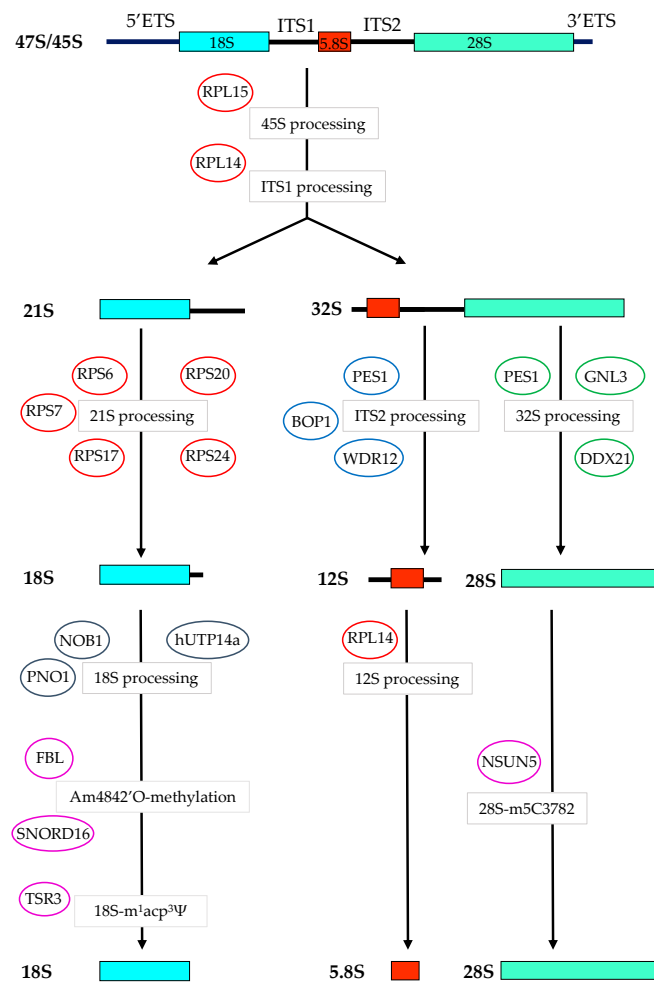 5’ETS
ITS1
ITS2
3’ETS
47S/45S
18S
5.8S
28S
RPL15
45S processing
RPL14
ITS1 processing
21S
32S
RPS6
RPS20
RPS7
21S processing
RPS17
RPS24
PES1
BOP1
ITS2 processing
WDR12
PES1
GNL3
32S processing
DDX21
18S
12S
28S
NOB1
hUTP14a
PNO1
18S processing
RPL14
12S processing
FBL
Am4842’O-methylation
SNORD16
NSUN5
28S-m5C3782
TSR3
18S-m¹acp³Ψ
18S
5.8S
28S